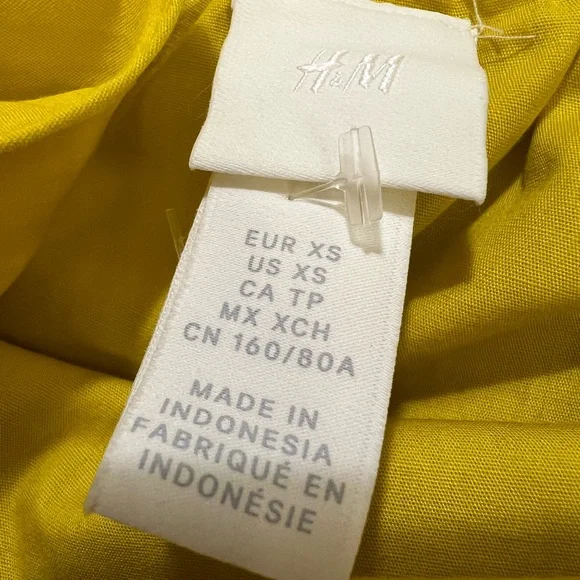 H&M
EUR XS
US XS
CA TP
MX XCH
CN 160/80A
MADE IN
INDONESIA
FABRIQUÉ EN
INDONÉSIE